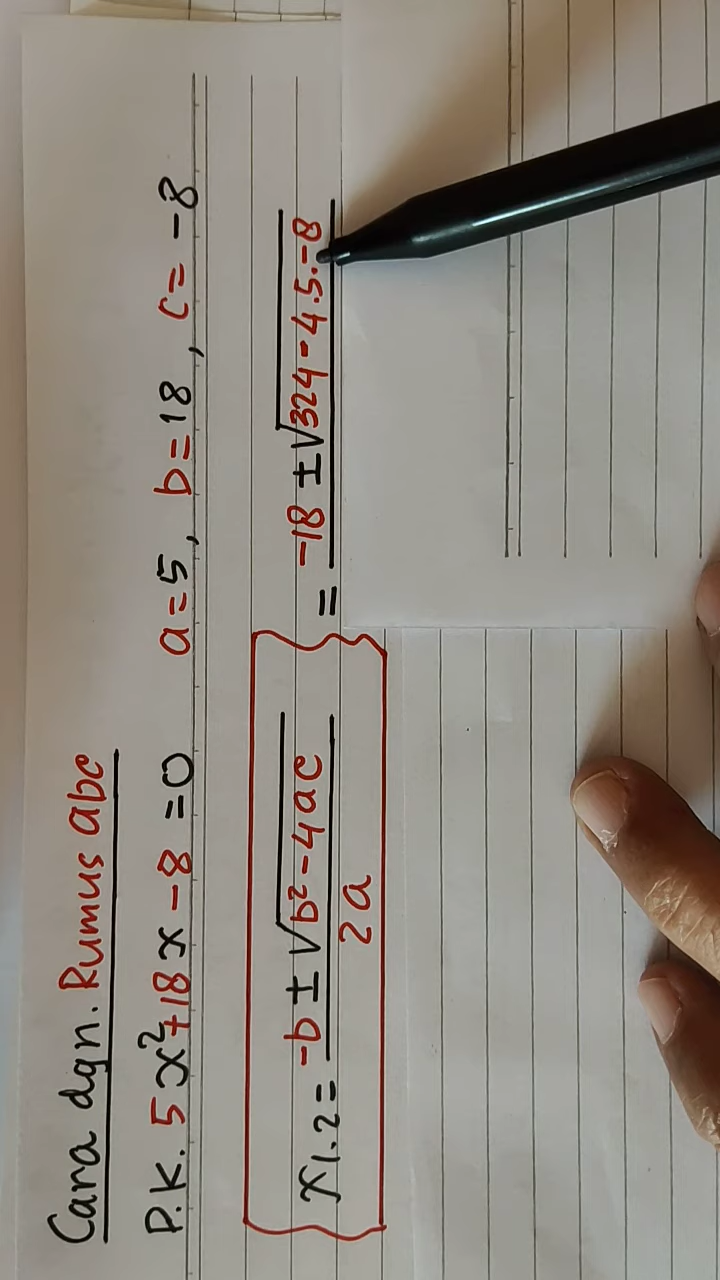 Cara dgn. Rumus abc
P.K. 5x²+18x-8=0 a=5, b=18, c=-8
x1.2= -b±√b²-4ac / 2a = -18±√324-4.5.-8